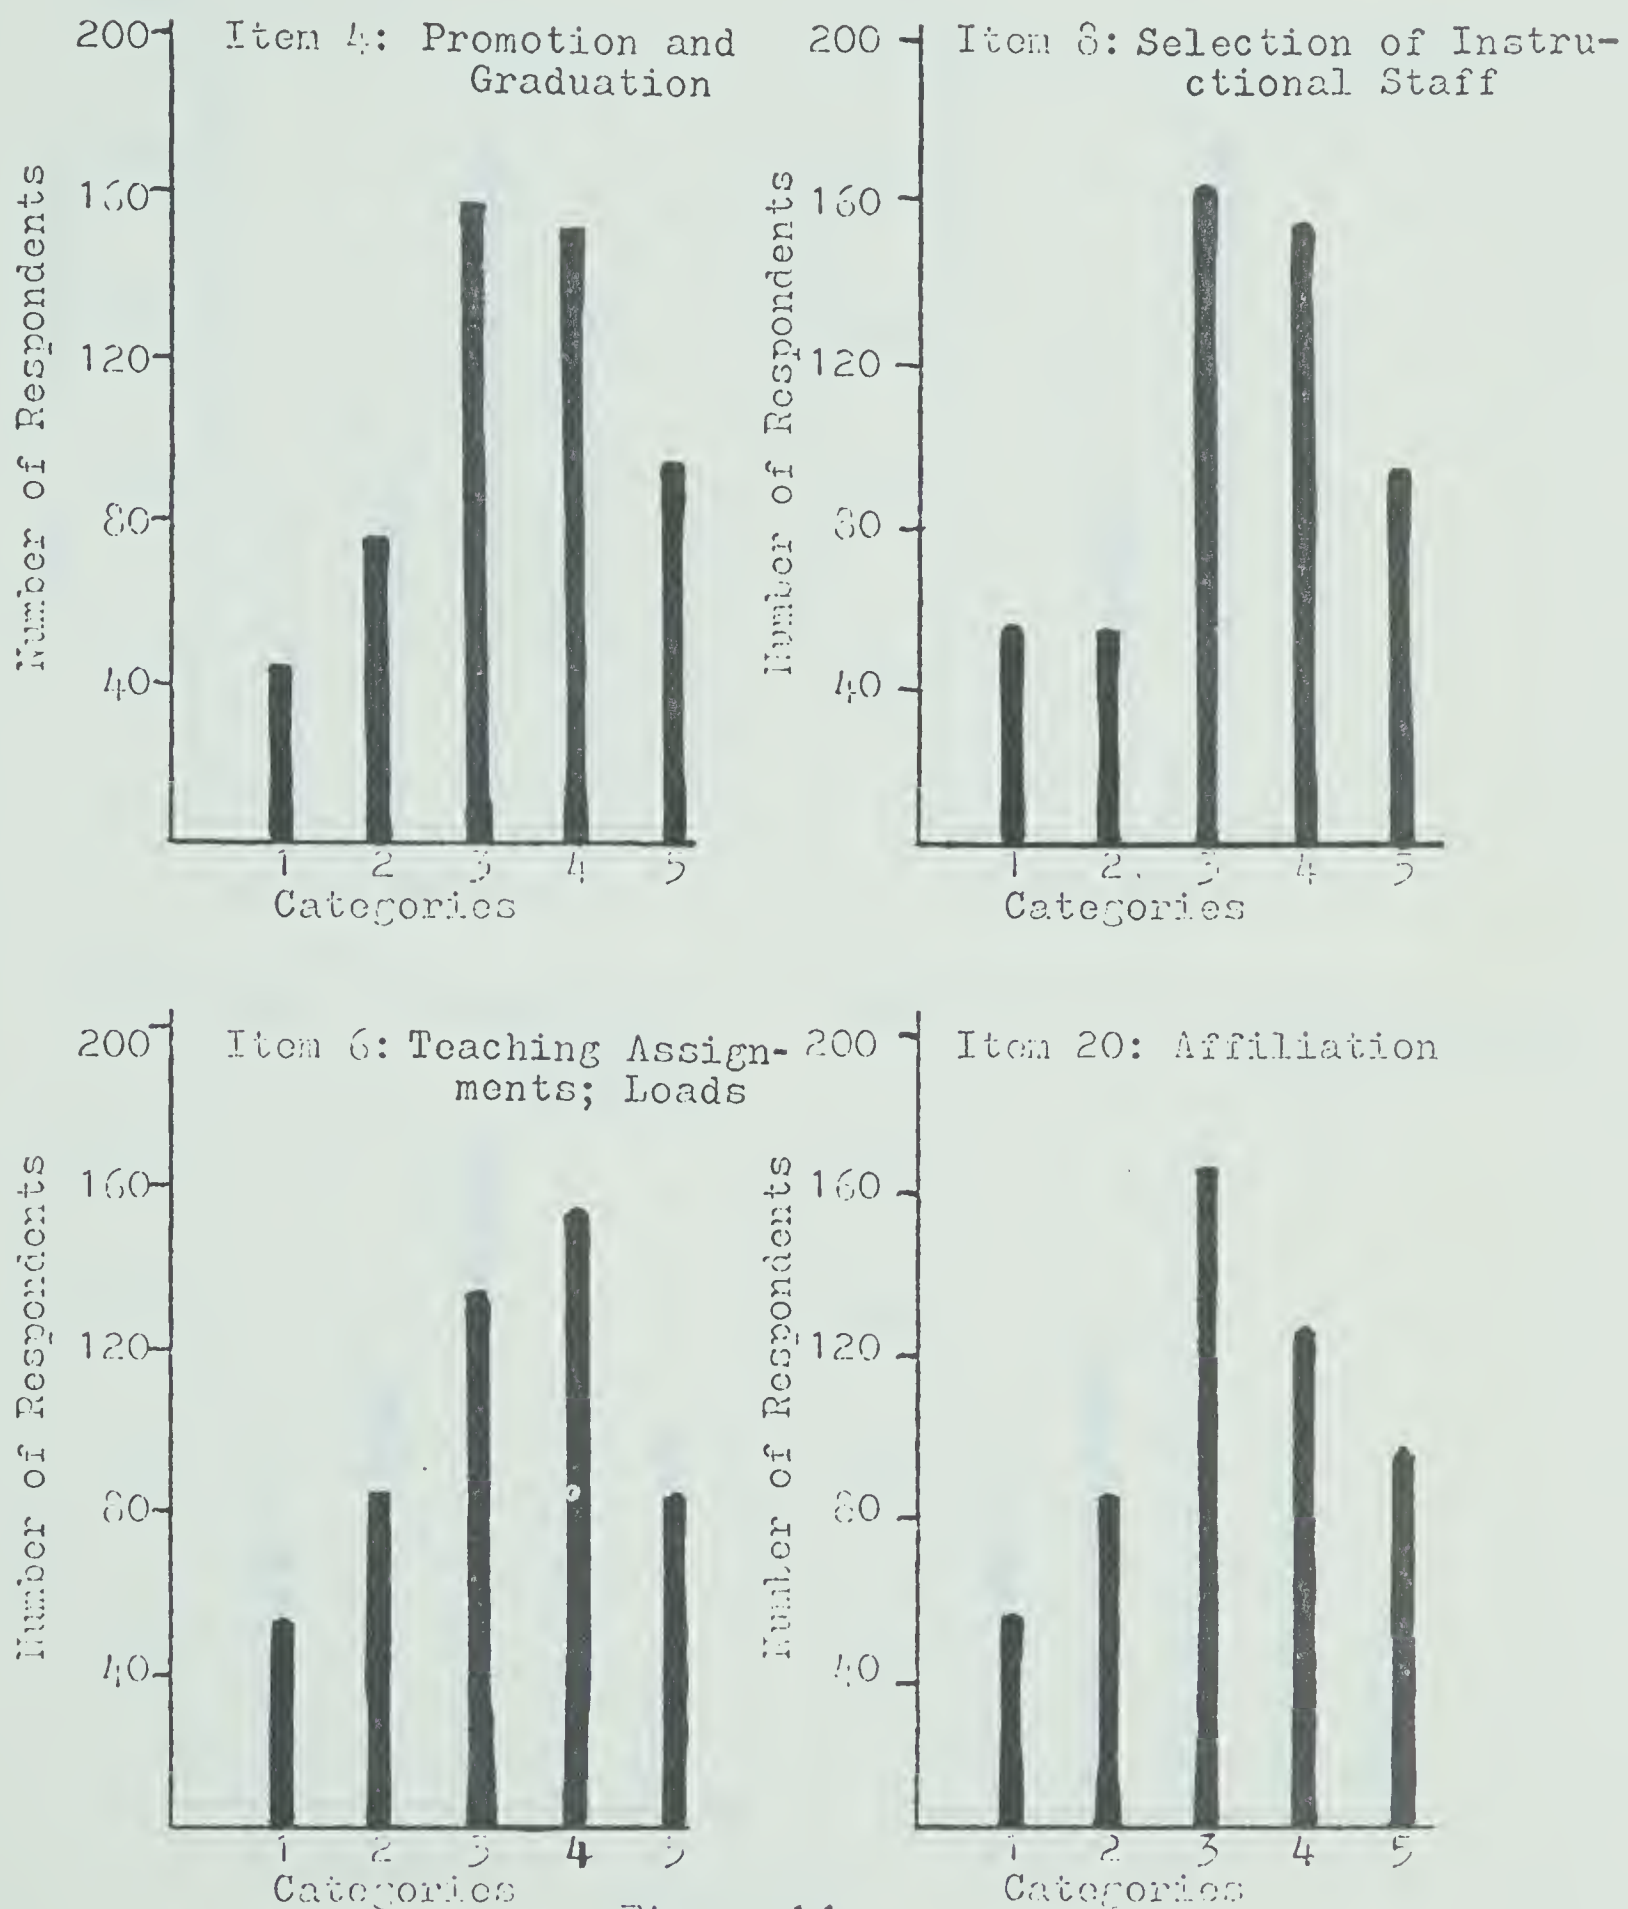 Item 4: Promotion and
Graduation
200
160
120
80
40
Number of Respondents
1 2 3 4 5
Categories
Item 8: Selection of Instru-
ctional Staff
200
160
120
80
40
Number of Respondents
1 2. 3 4 5
Categories
Item 6: Teaching Assign-
ments; Loads
200
160
120
80
40
Number of Respondents
1 2 3 4 5
Categories
Item 20: Affiliation
200
160
120
80
40
Number of Respondents
1 2 3 4 5
Categories